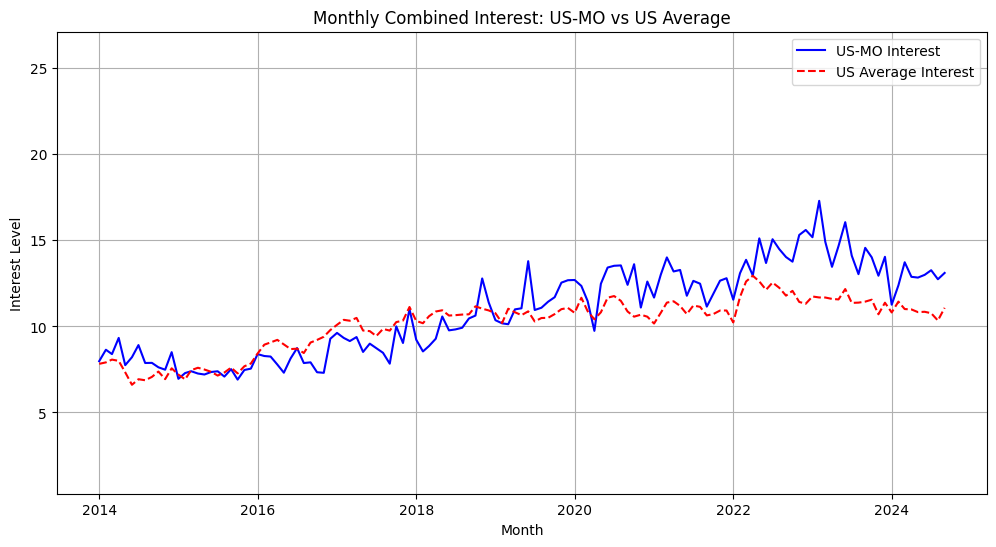 Monthly Combined Interest: US-MO vs US Average
US-MO Interest
US Average Interest
Interest Level
25
20
15
10
5
2014
2016
2018
2020
2022
2024
Month